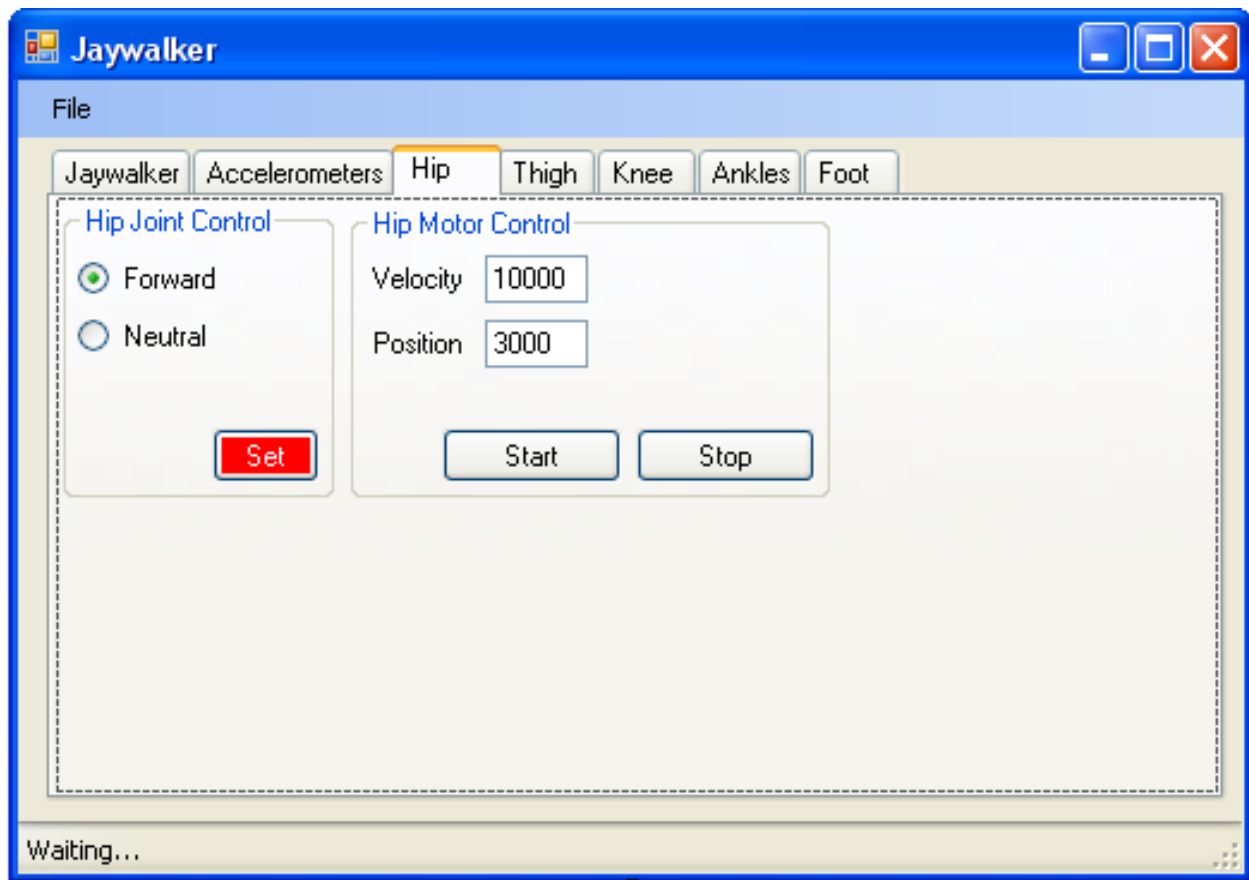 Jaywalker
File
Jaywalker Accelerometers Hip Thigh Knee Ankles Foot
Hip Joint Control
Forward
Neutral
Set
Hip Motor Control
Velocity 10000
Position 3000
Start Stop
Waiting...